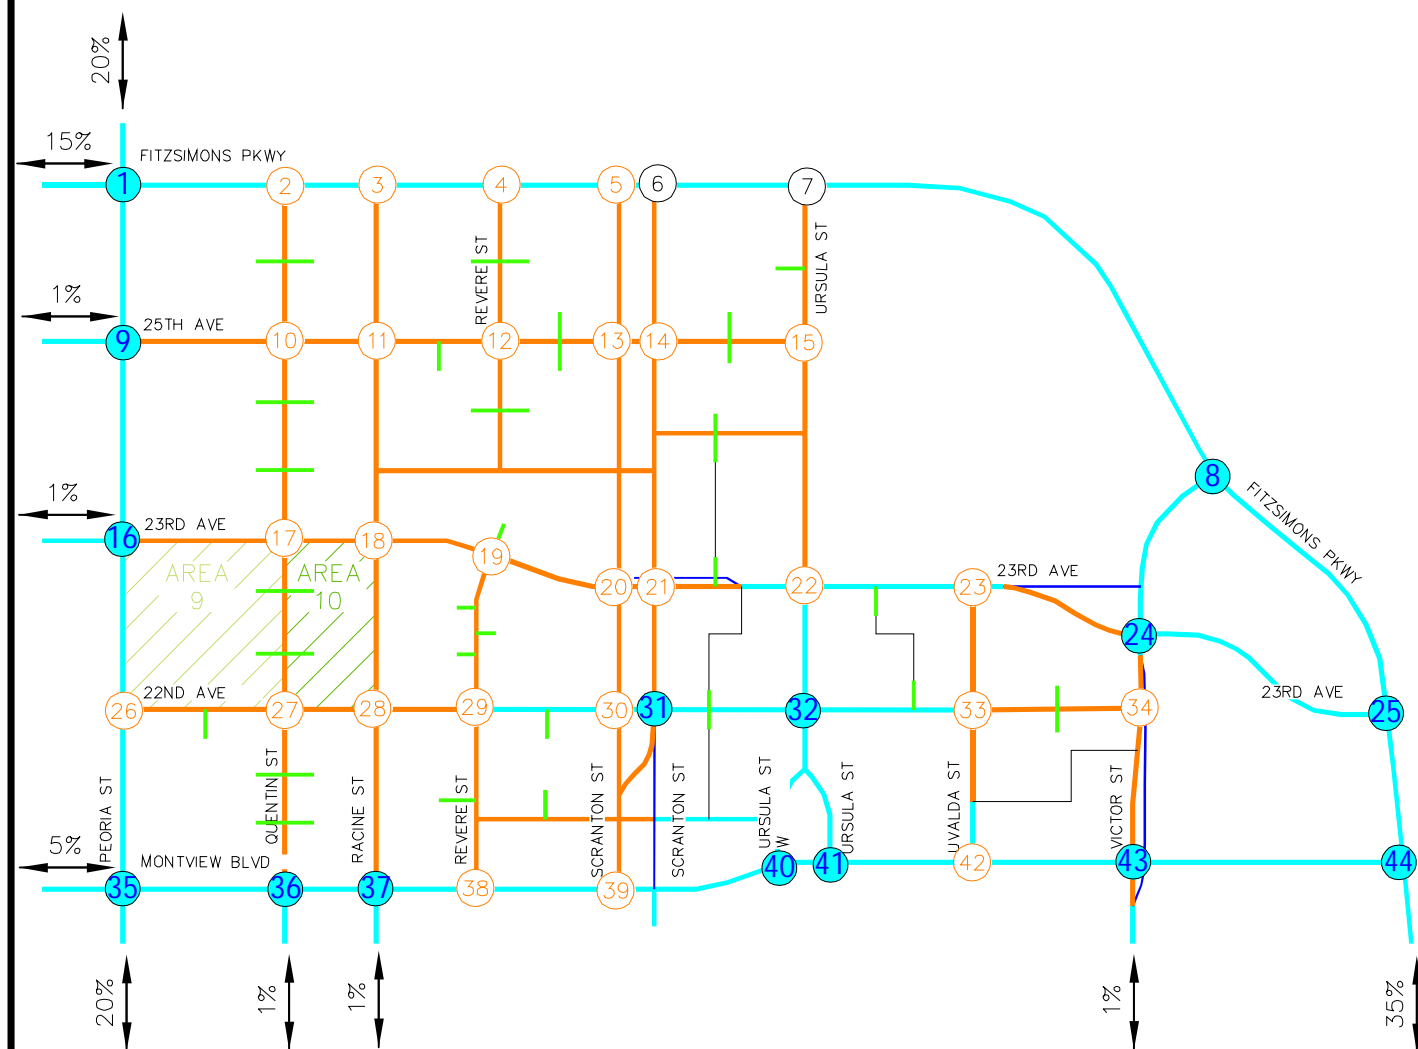 20%
15%
FITZSIMONS PKWY
1
2
3
4
5
6
7
REVERE ST
URSULA ST
1%
25TH AVE
9
10
11
12
13
14
15
8
FITZSIMONS PKWY
1%
23RD AVE
16
17
18
19
20
21
22
23
23RD AVE
24
AREA
9
AREA
10
22ND AVE
26
27
28
29
30
31
32
33
34
23RD AVE
25
PEORIA ST
QUENTIN ST
RACINE ST
REVERE ST
SCRANTON ST
SCRANTON ST
URSULA ST
W
URSULA ST
UVALDA ST
VICTOR ST
5%
MONTVIEW BLVD
35
36
37
38
39
40
41
42
43
44
20%
1%
1%
1%
35%